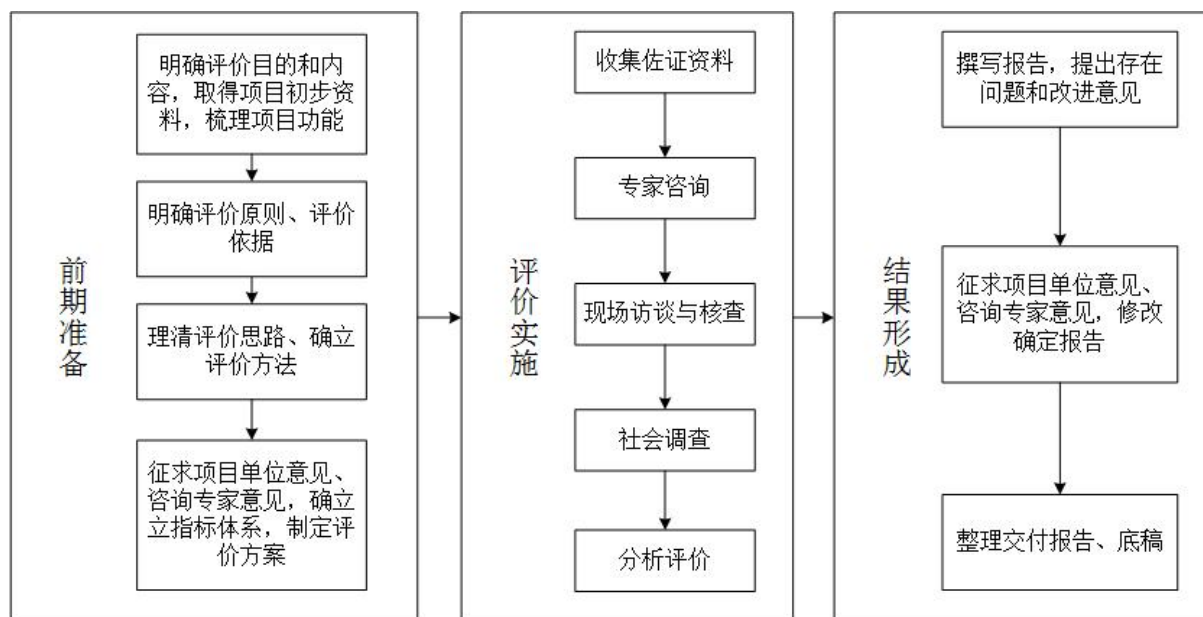 前期准备
明确评价目的和内
容，取得项目初步资
料，梳理项目功能
明确评价原则、评价
依据
理清评价思路、确立
评价方法
征求项目单位意见、
咨询专家意见，确立
立指标体系，制定评
价方案
评价实施
收集佐证资料
专家咨询
现场访谈与核查
社会调查
分析评价
结果形成
撰写报告，提出存在
问题和改进意见
征求项目单位意见、
咨询专家意见，修改
确定报告
整理交付报告、底稿